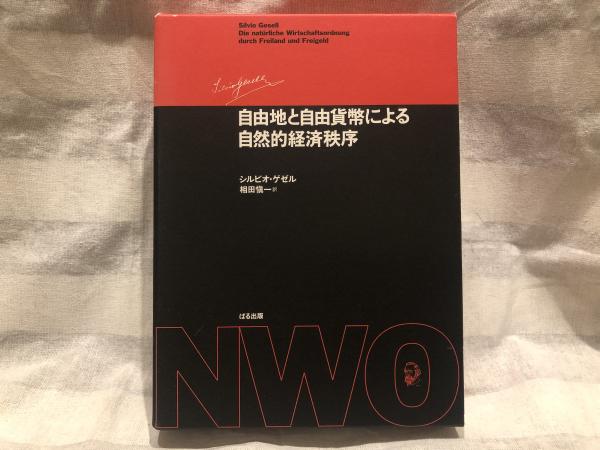 Silvio Gesell
Die natürliche Wirtschaftsordnung
durch Freiland und Freigeld
Silvio Gesell
自由地と自由貨幣による
自然的経済秩序
シルビオ・ゲゼル
相田愼一 訳
ぱる出版
NWO